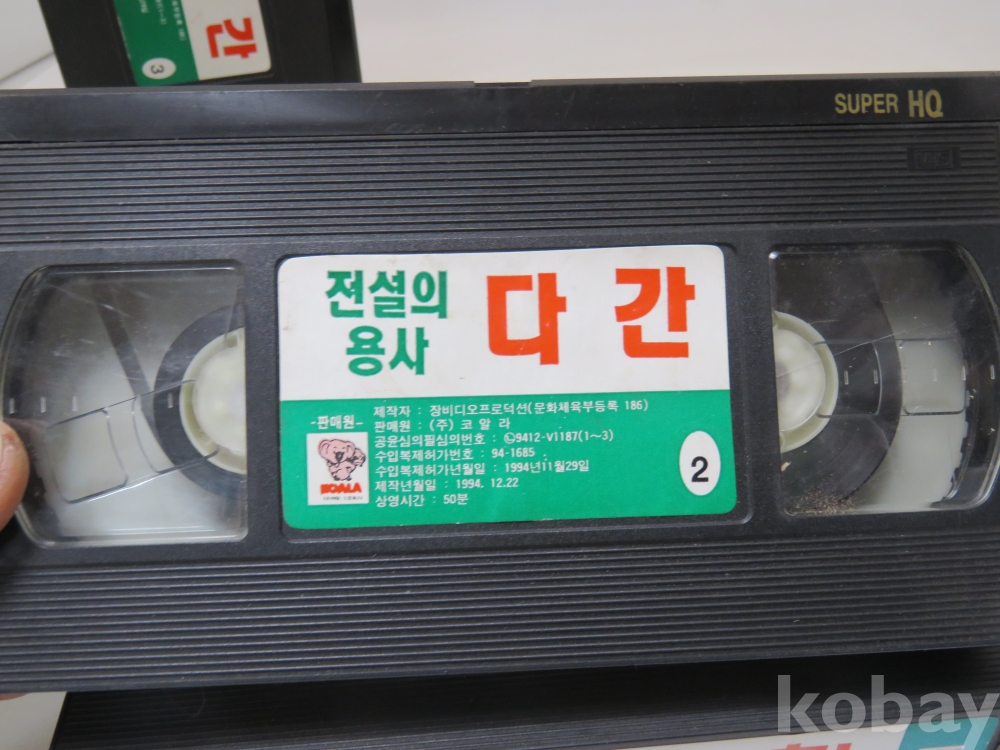 간
3
SUPER HQ
전설의
용사
다간
-판매원-
KOALA
제작자 : 장비디오프로덕션(문화체육부등록 186)
판매원 : (주) 코알라
공윤심의필심의번호 : ⓒ9412-V1187(1~3)
수입복제허가번호 : 94-1685
수입복제허가년월일 : 1994년11월29일
제작년월일 : 1994. 12.22
상영시간 : 50분
2
kobay